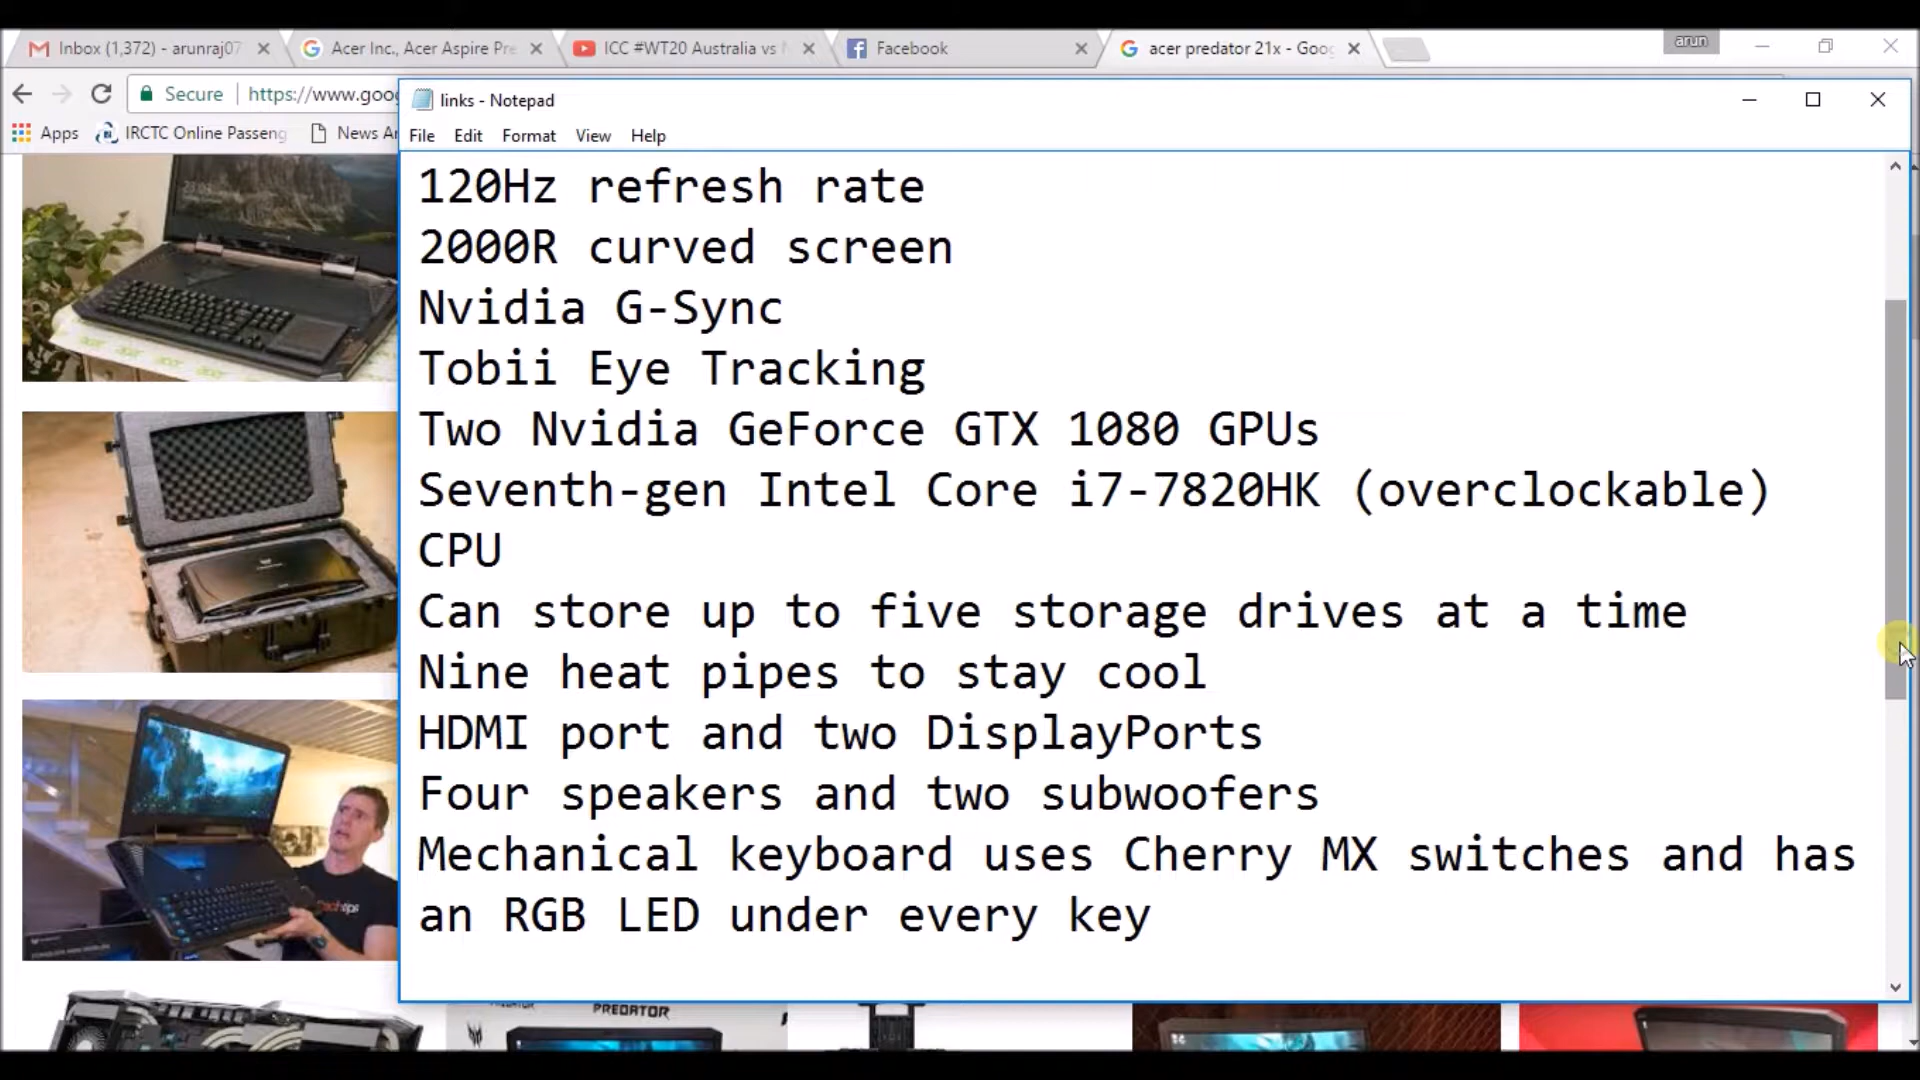 Inbox (1,372) - arunraj07
Acer Inc., Acer Aspire Pre
ICC #WT20 Australia vs
Facebook
acer predator 21x - Goog
arun
Secure
https://www.goo
Apps
IRCTC Online Passeng
News Ar
links - Notepad
File Edit Format View Help
120Hz refresh rate
2000R curved screen
Nvidia G-Sync
Tobii Eye Tracking
Two Nvidia GeForce GTX 1080 GPUs
Seventh-gen Intel Core i7-7820HK (overclockable)
CPU
Can store up to five storage drives at a time
Nine heat pipes to stay cool
HDMI port and two DisplayPorts
Four speakers and two subwoofers
Mechanical keyboard uses Cherry MX switches and has
an RGB LED under every key
PREDATOR